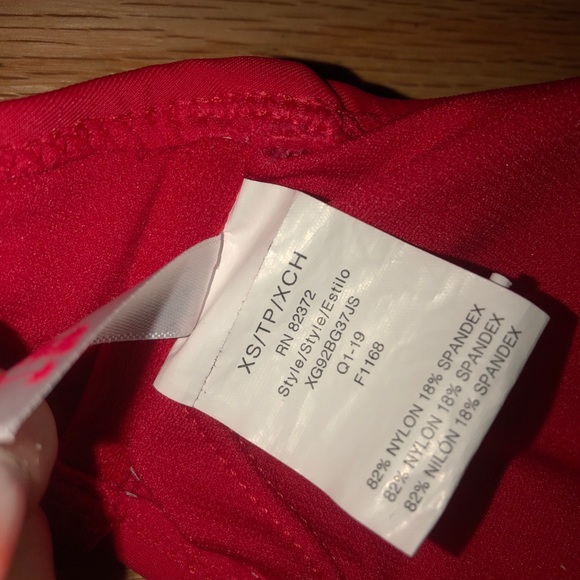 XS/TP/XCH
RN 82372
Style/Style/Estilo
XG92BG37JS
Q1-19
F1168
82% NYLON 18% SPANDEX
82% NYLON 18% SPANDEX
82% NILON 18% SPANDEX